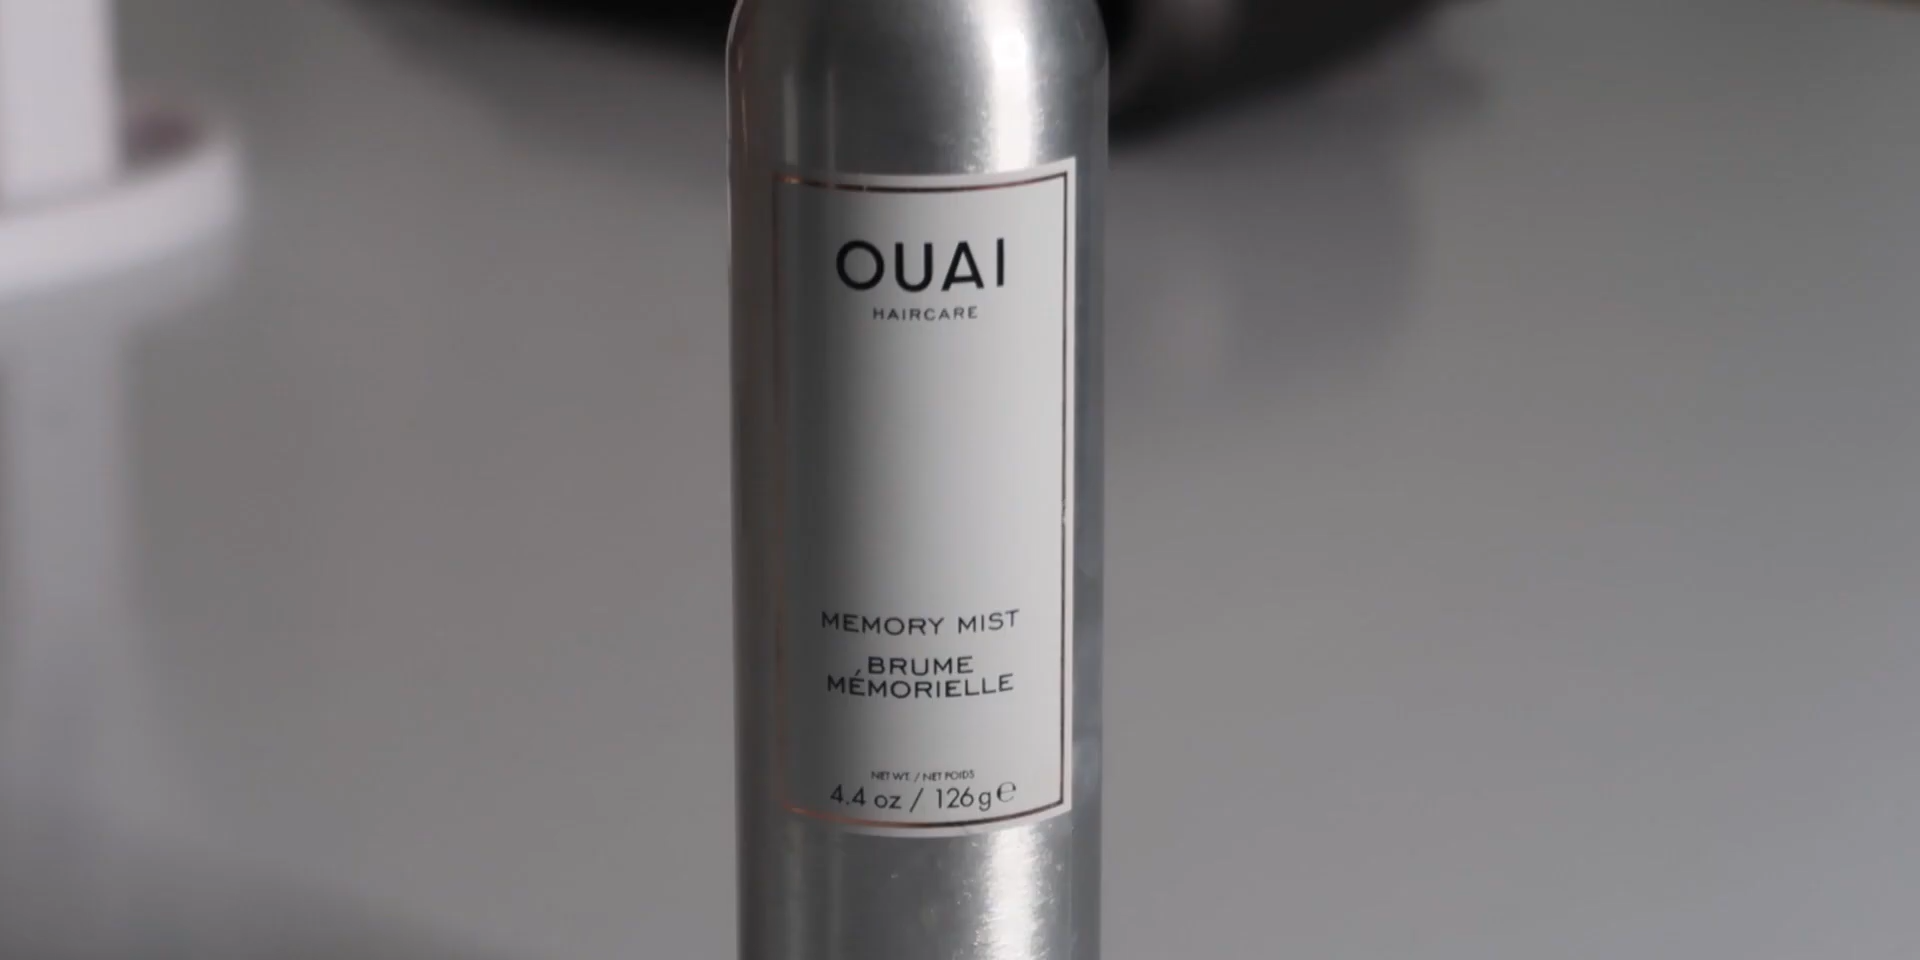 OUAI
HAIRCARE
MEMORY MIST
BRUME
MÉMORIELLE
NET WT. / NET POIDS
4.4 oz / 126g ℮